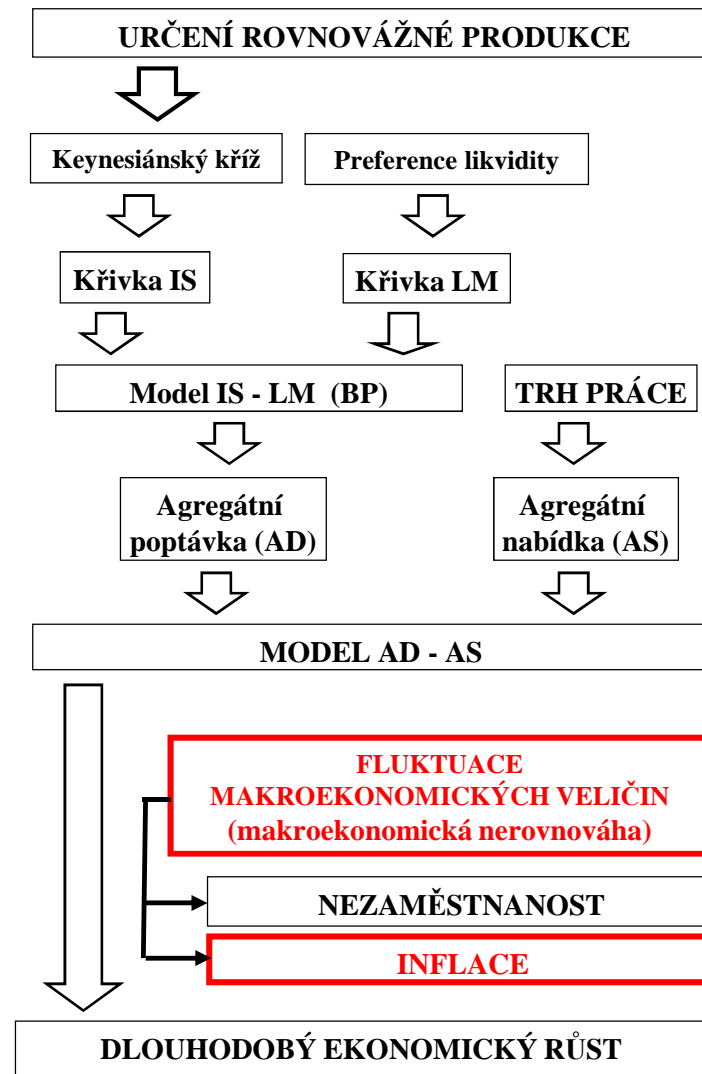 URČENÍ ROVNOVÁŽNÉ PRODUKCE
Keynesiánský kříž
Preference likvidity
Křivka IS
Křivka LM
Model IS - LM (BP)
TRH PRÁCE
Agregátní
poptávka (AD)
Agregátní
nabídka (AS)
MODEL AD - AS
FLUKTUACE
MAKROEKONOMICKÝCH VELIČIN
(makroekonomická nerovnováha)
NEZAMĚSTNANOST
INFLACE
DLOUHODOBÝ EKONOMICKÝ RŮST